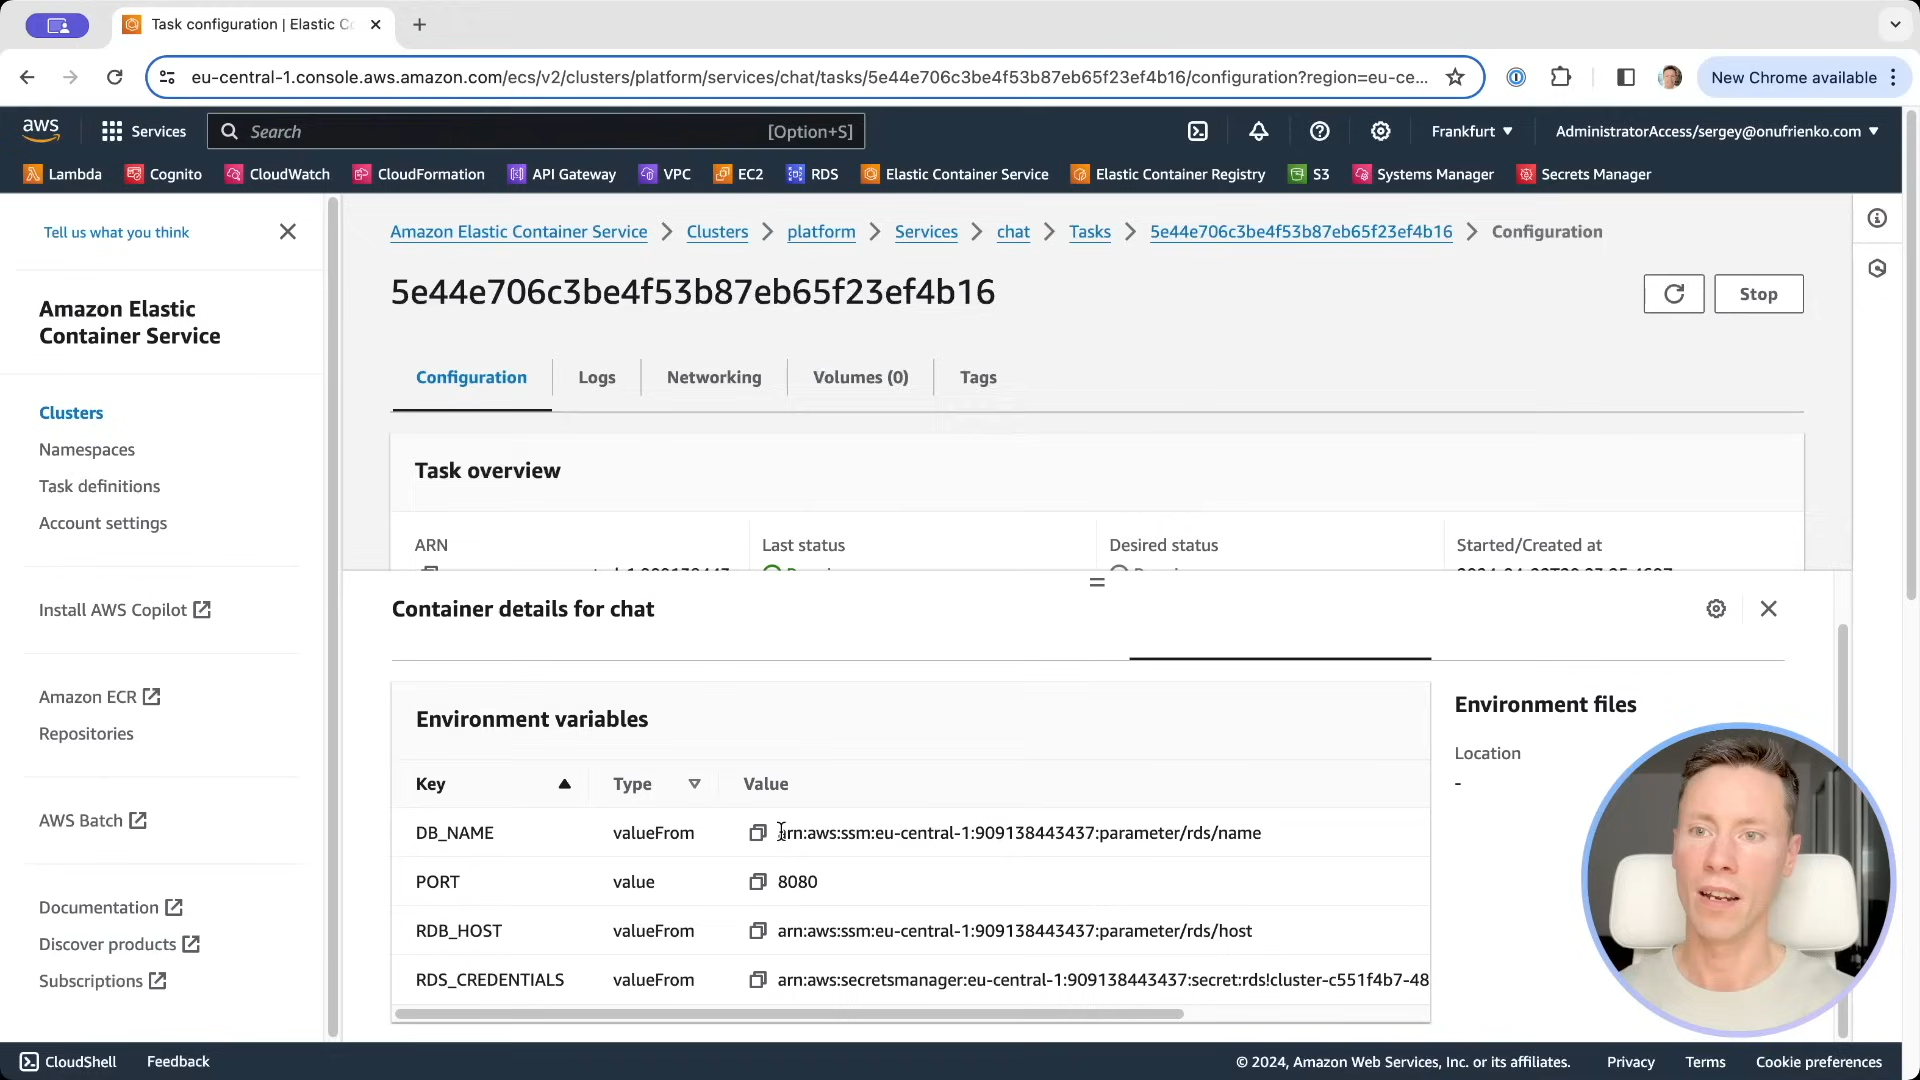 Task configuration | Elastic Co
eu-central-1.console.aws.amazon.com/ecs/v2/clusters/platform/services/chat/tasks/5e44e706c3be4f53b87eb65f23ef4b16/configuration?region=eu-ce...
New Chrome available
aws
Services
Search
[Option+S]
Frankfurt
AdministratorAccess/sergey@onufrienko.com
Lambda
Cognito
CloudWatch
CloudFormation
API Gateway
VPC
EC2
RDS
Elastic Container Service
Elastic Container Registry
S3
Systems Manager
Secrets Manager
Tell us what you think
Amazon Elastic
Container Service
Clusters
Namespaces
Task definitions
Account settings
Install AWS Copilot
Amazon ECR
Repositories
AWS Batch
Documentation
Discover products
Subscriptions
Amazon Elastic Container Service
Clusters
platform
Services
chat
Tasks
5e44e706c3be4f53b87eb65f23ef4b16
Configuration
5e44e706c3be4f53b87eb65f23ef4b16
Stop
Configuration
Logs
Networking
Volumes (0)
Tags
Task overview
ARN
Last status
Desired status
Started/Created at
Container details for chat
Environment variables
Key
Type
Value
DB_NAME
valueFrom
arn:aws:ssm:eu-central-1:909138443437:parameter/rds/name
PORT
value
8080
RDB_HOST
valueFrom
arn:aws:ssm:eu-central-1:909138443437:parameter/rds/host
RDS_CREDENTIALS
valueFrom
arn:aws:secretsmanager:eu-central-1:909138443437:secret:rds!cluster-c551f4b7-48
Environment files
Location
-
CloudShell
Feedback
© 2024, Amazon Web Services, Inc. or its affiliates.
Privacy
Terms
Cookie preferences